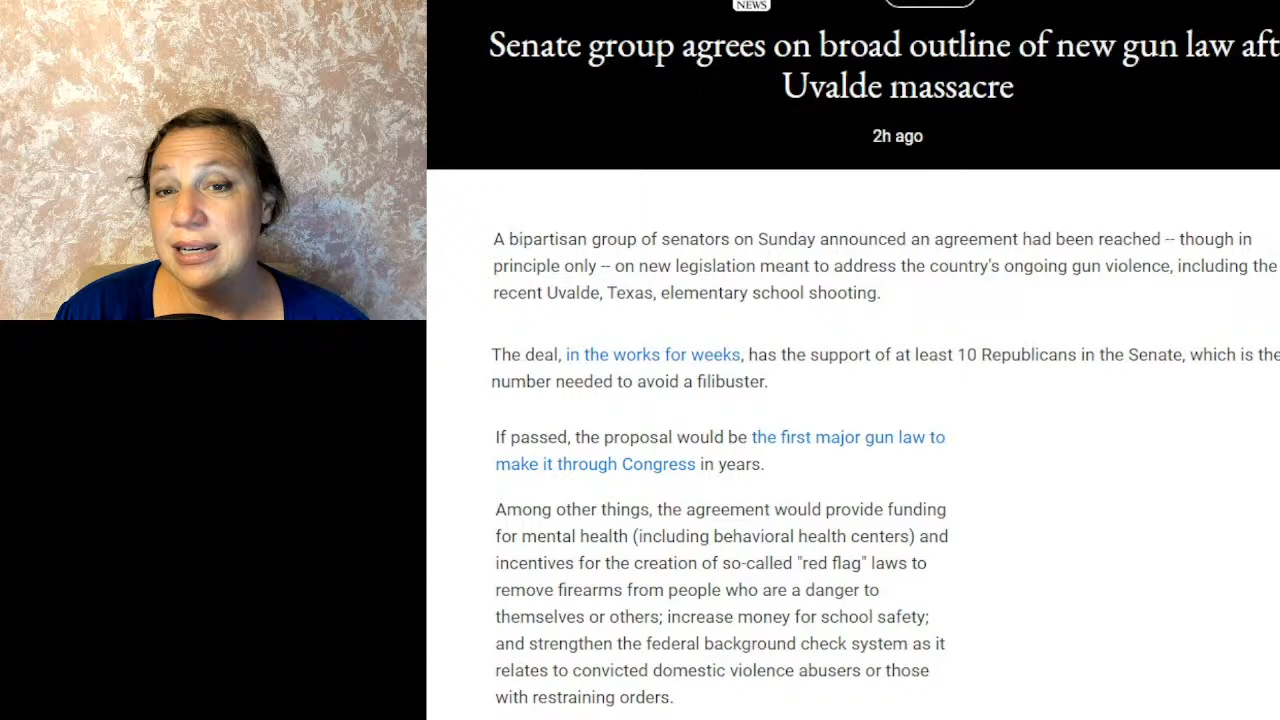 NEWS
Senate group agrees on broad outline of new gun law
Uvalde massacre
2h ago
A bipartisan group of senators on Sunday announced an agreement had been reached -- though in
principle only -- on new legislation meant to address the country's ongoing gun violence, including the
recent Uvalde, Texas, elementary school shooting.
The deal, in the works for weeks, has the support of at least 10 Republicans in the Senate, which is the
number needed to avoid a filibuster.
If passed, the proposal would be the first major gun law to
make it through Congress in years.
Among other things, the agreement would provide funding
for mental health (including behavioral health centers) and
incentives for the creation of so-called "red flag" laws to
remove firearms from people who are a danger to
themselves or others; increase money for school safety;
and strengthen the federal background check system as it
relates to convicted domestic violence abusers or those
with restraining orders.